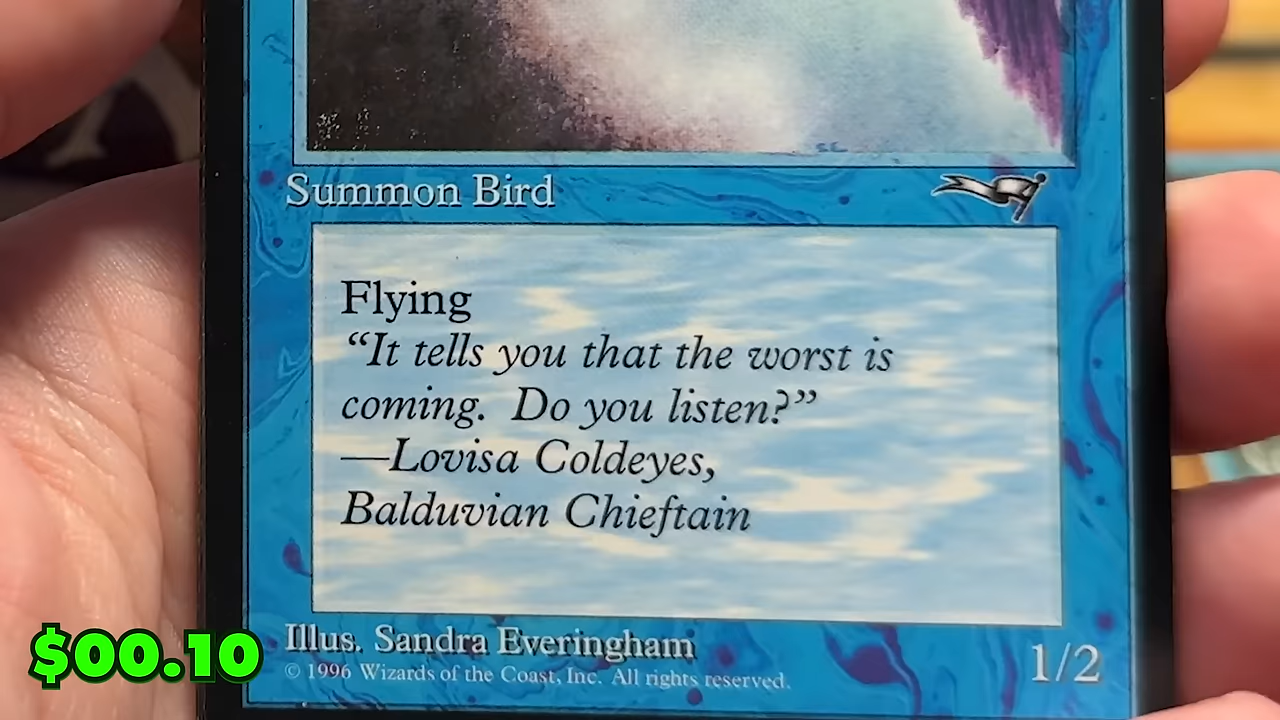 Summon Bird
Flying
“It tells you that the worst is
coming. Do you listen?”
—Lovisa Coldeyes,
Balduvian Chieftain
Illus. Sandra Everingham
1/2
© 1996 Wizards of the Coast, Inc. All rights reserved.
$00.10